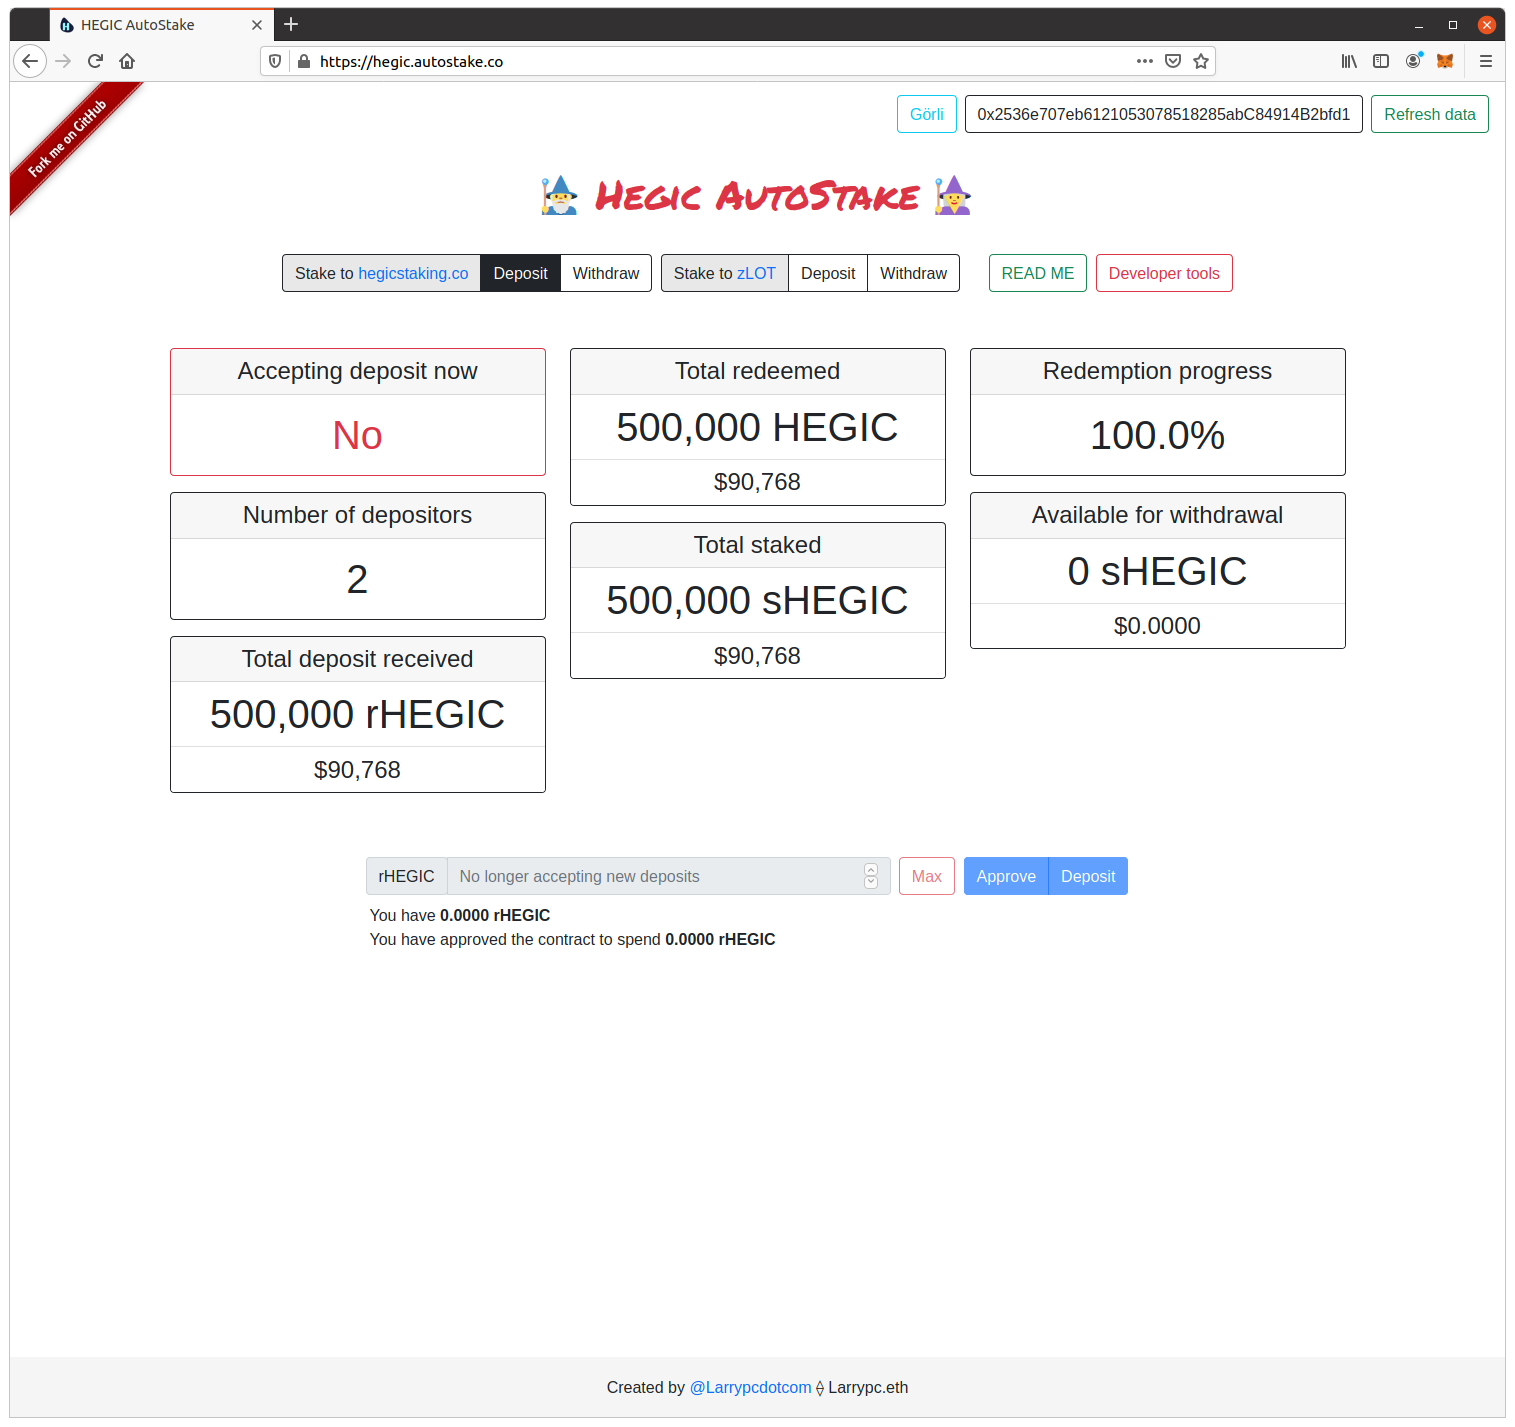 HEGIC AutoStake
https://hegic.autostake.co
Fork me on GitHub
Görli
0x2536e707eb6121053078518285abC84914B2bfd1
Refresh data
Hegic AutoStake
Stake to hegicstaking.co Deposit Withdraw
Stake to zLOT Deposit Withdraw
READ ME
Developer tools
Accepting deposit now
No
Number of depositors
2
Total deposit received
500,000 rHEGIC
$90,768
Total redeemed
500,000 HEGIC
$90,768
Total staked
500,000 sHEGIC
$90,768
Redemption progress
100.0%
Available for withdrawal
0 sHEGIC
$0.0000
rHEGIC No longer accepting new deposits Max Approve Deposit
You have 0.0000 rHEGIC
You have approved the contract to spend 0.0000 rHEGIC
Created by @Larrypcdotcom ⟠ Larrypc.eth